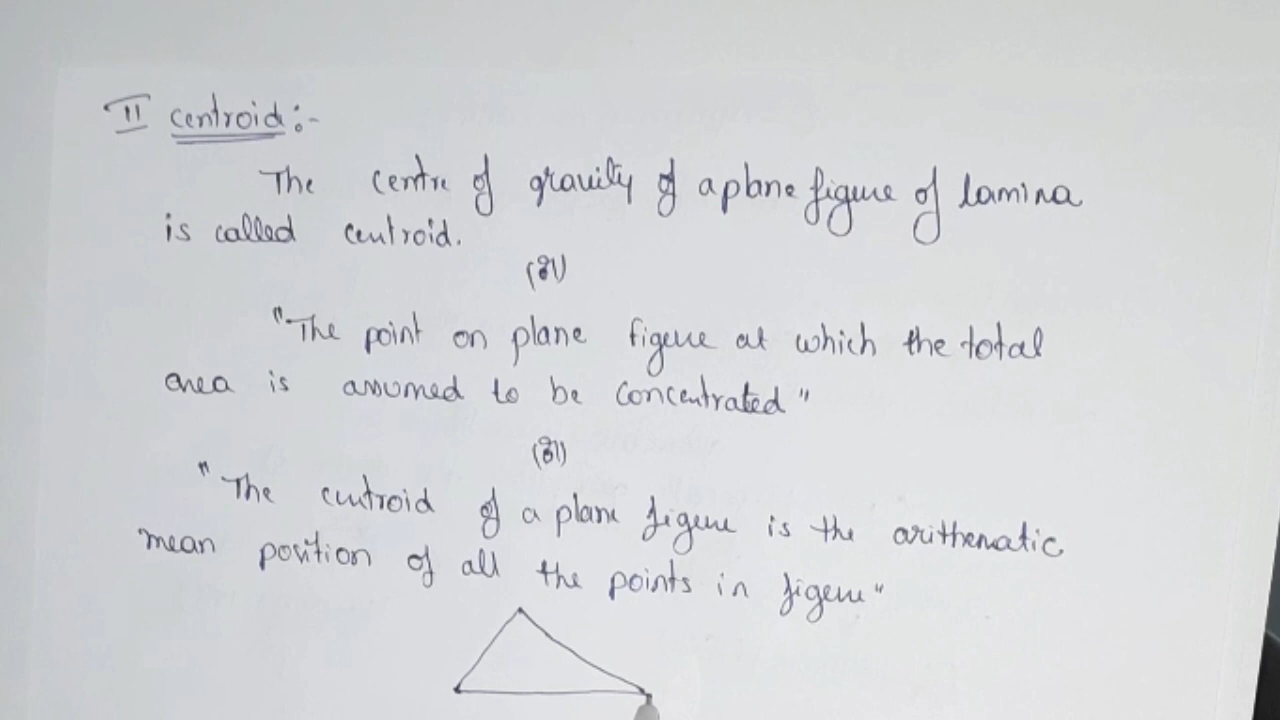 II centroid:-
The centre of gravity of a plane figure of lamina
is called centroid.
(or)
"The point on plane figure at which the total
area is assumed to be concentrated"
(or)
"The centroid of a plane figure is the arithematic
mean position of all the points in figure"